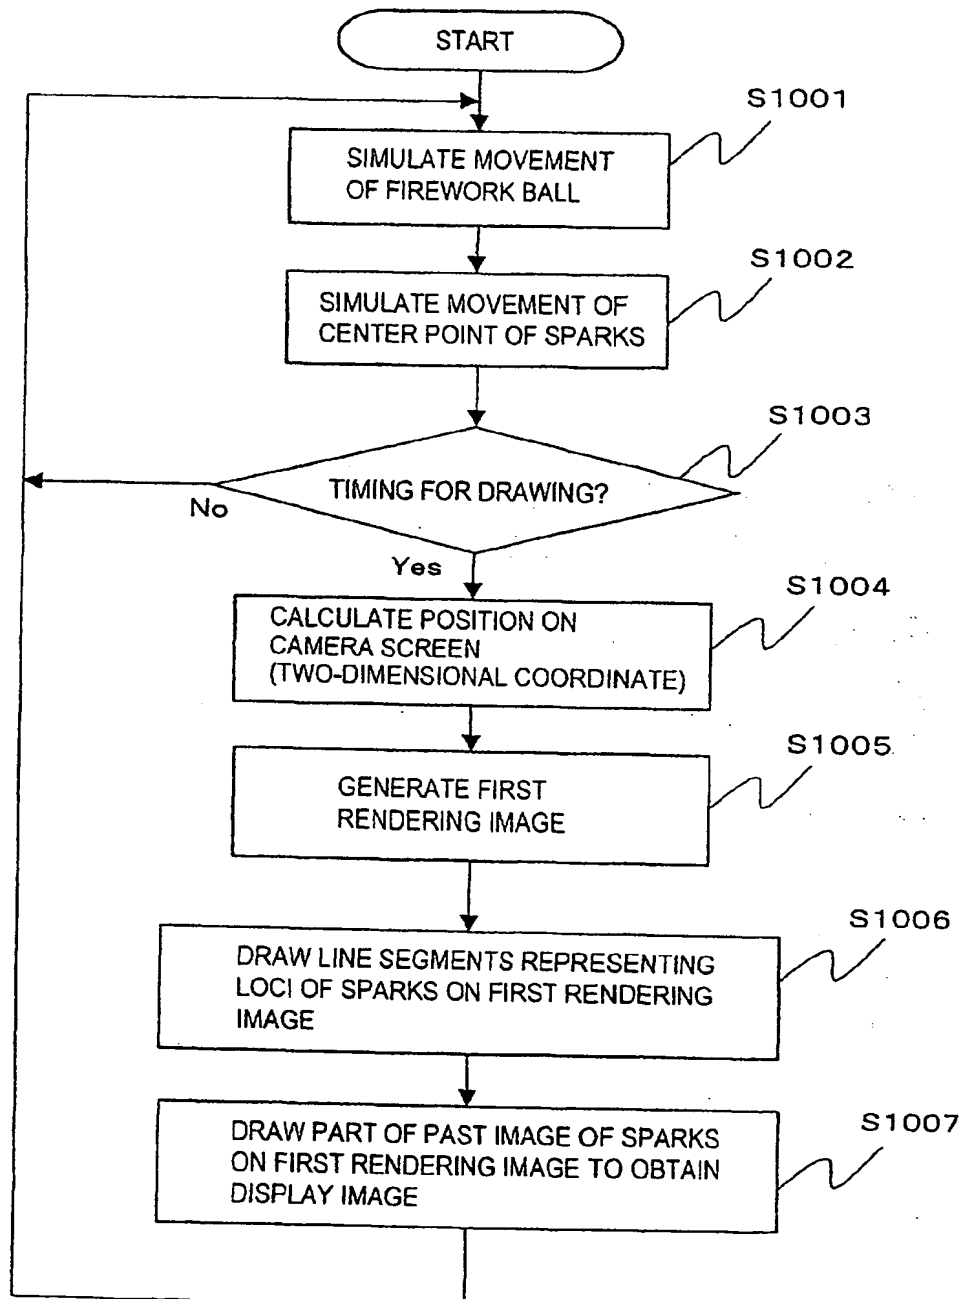 START
S1001
SIMULATE MOVEMENT
OF FIREWORK BALL
S1002
SIMULATE MOVEMENT OF
CENTER POINT OF SPARKS
S1003
TIMING FOR DRAWING?
No
Yes
S1004
CALCULATE POSITION ON
CAMERA SCREEN
(TWO-DIMENSIONAL COORDINATE)
S1005
GENERATE FIRST
RENDERING IMAGE
S1006
DRAW LINE SEGMENTS REPRESENTING
LOCI OF SPARKS ON FIRST RENDERING
IMAGE
S1007
DRAW PART OF PAST IMAGE OF SPARKS
ON FIRST RENDERING IMAGE TO OBTAIN
DISPLAY IMAGE